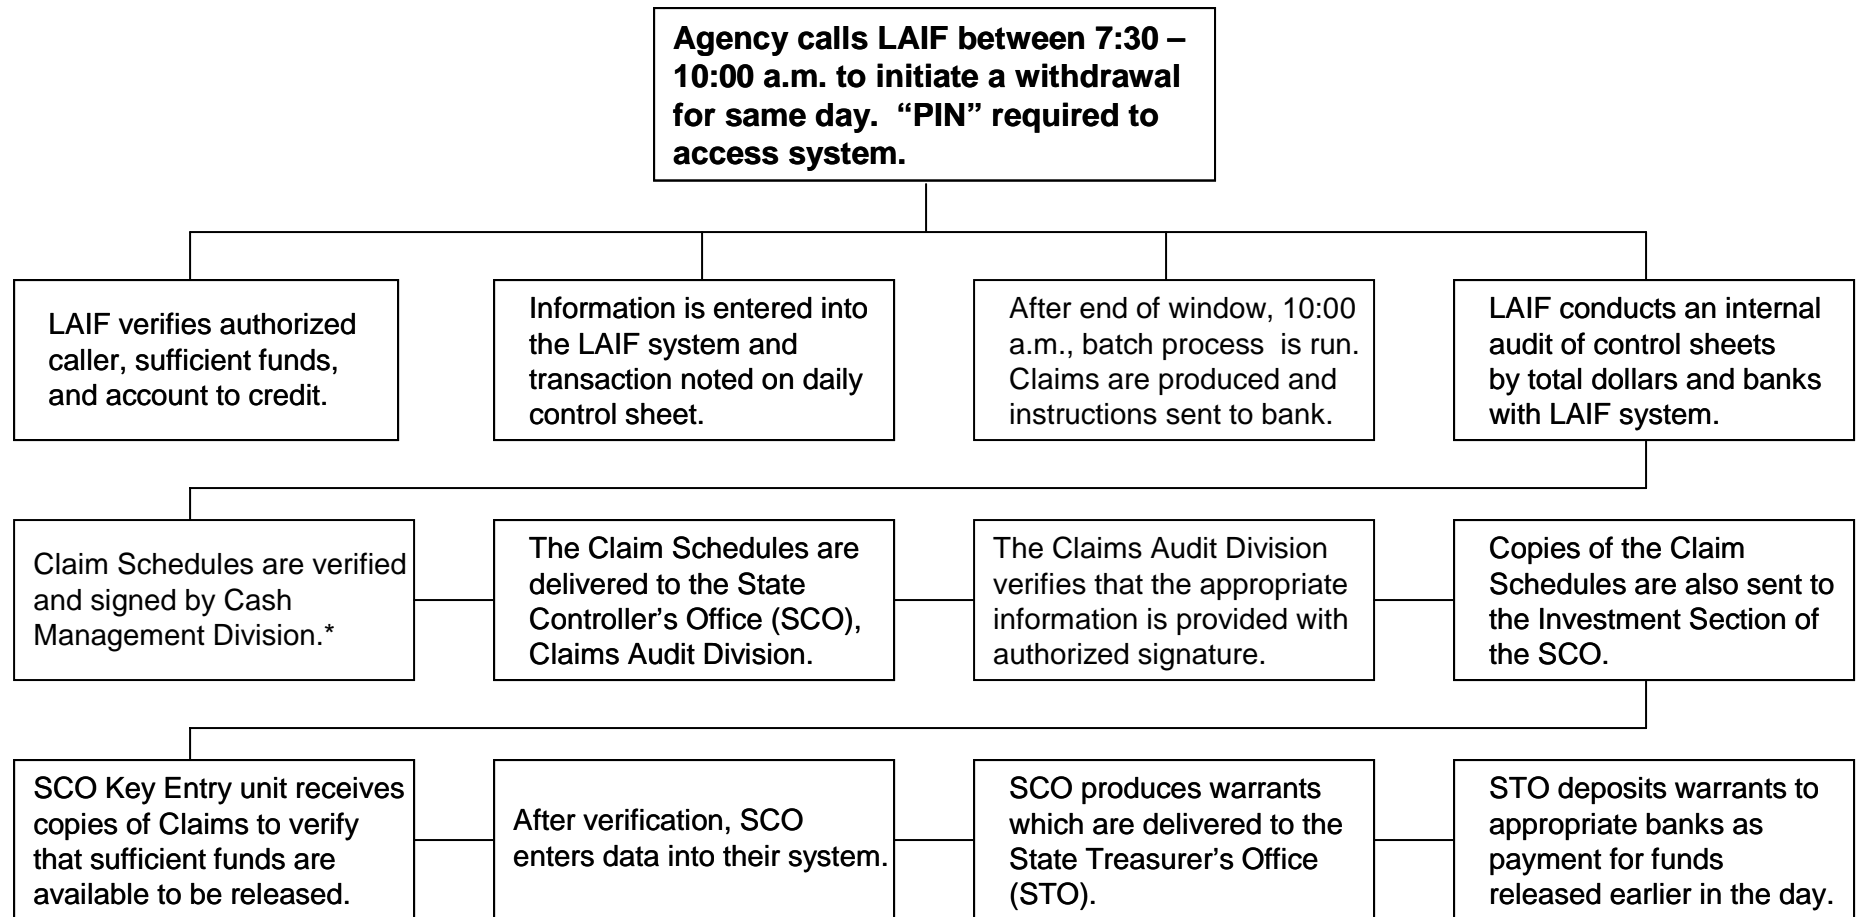 Agency calls LAIF between 7:30 –
10:00 a.m. to initiate a withdrawal
for same day.  “PIN” required to
access system.
LAIF verifies authorized
caller, sufficient funds,
and account to credit.
Information is entered into
the LAIF system and
transaction noted on daily
control sheet.
After end of window, 10:00
a.m., batch process  is run.
Claims are produced and
instructions sent to bank.
LAIF conducts an internal
audit of control sheets
by total dollars and banks
with LAIF system.
Claim Schedules are verified
and signed by Cash
Management Division.*
The Claim Schedules are
delivered to the State
Controller’s Office (SCO),
Claims Audit Division.
The Claims Audit Division
verifies that the appropriate
information is provided with
authorized signature.
Copies of the Claim
Schedules are also sent to
the Investment Section of
the SCO.
SCO Key Entry unit receives
copies of Claims to verify
that sufficient funds are
available to be released.
After verification, SCO
enters data into their system.
SCO produces warrants
which are delivered to the
State Treasurer’s Office
(STO).
STO deposits warrants to
appropriate banks as
payment for funds
released earlier in the day.